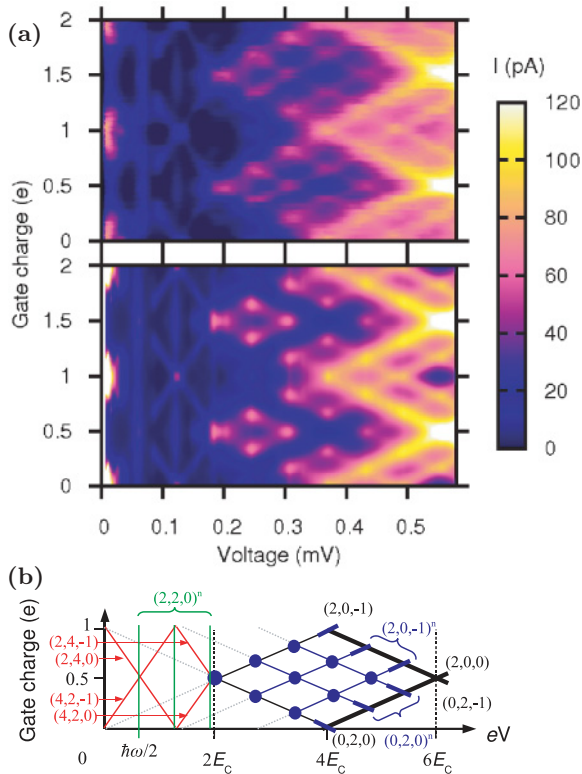 (a)
2
1.5
1
0.5
0
2
1.5
1
0.5
0
Gate charge (e)
0 0.1 0.2 0.3 0.4 0.5
Voltage (mV)
I (pA)
120
100
80
60
40
20
0
(b)
Gate charge (e)
1
0.5
0
(2,2,0)ⁿ
(2,4,-1)
(2,4,0)
(4,2,-1)
(4,2,0)
(2,0,-1)
(2,0,-1)ⁿ
(2,0,0)
(0,2,-1)
(0,2,0)ⁿ
(0,2,0)
ħω/2
2E_C
4E_C
6E_C
eV